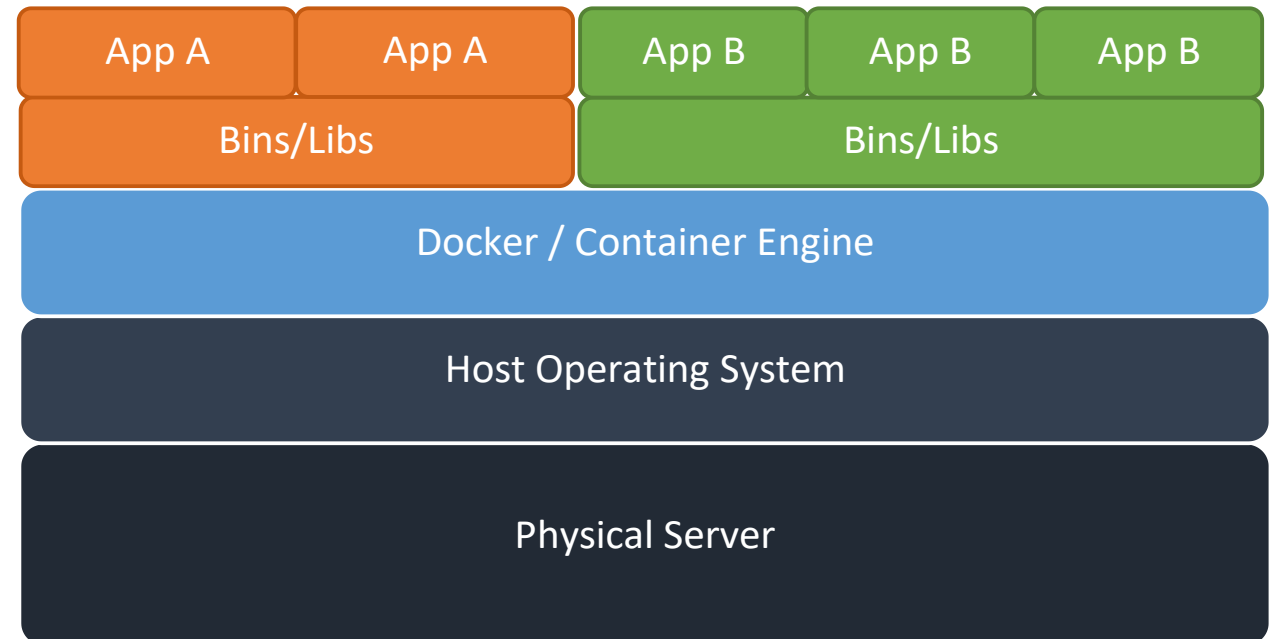 App A
App A
App B
App B
App B
Bins/Libs
Bins/Libs
Docker / Container Engine
Host Operating System
Physical Server